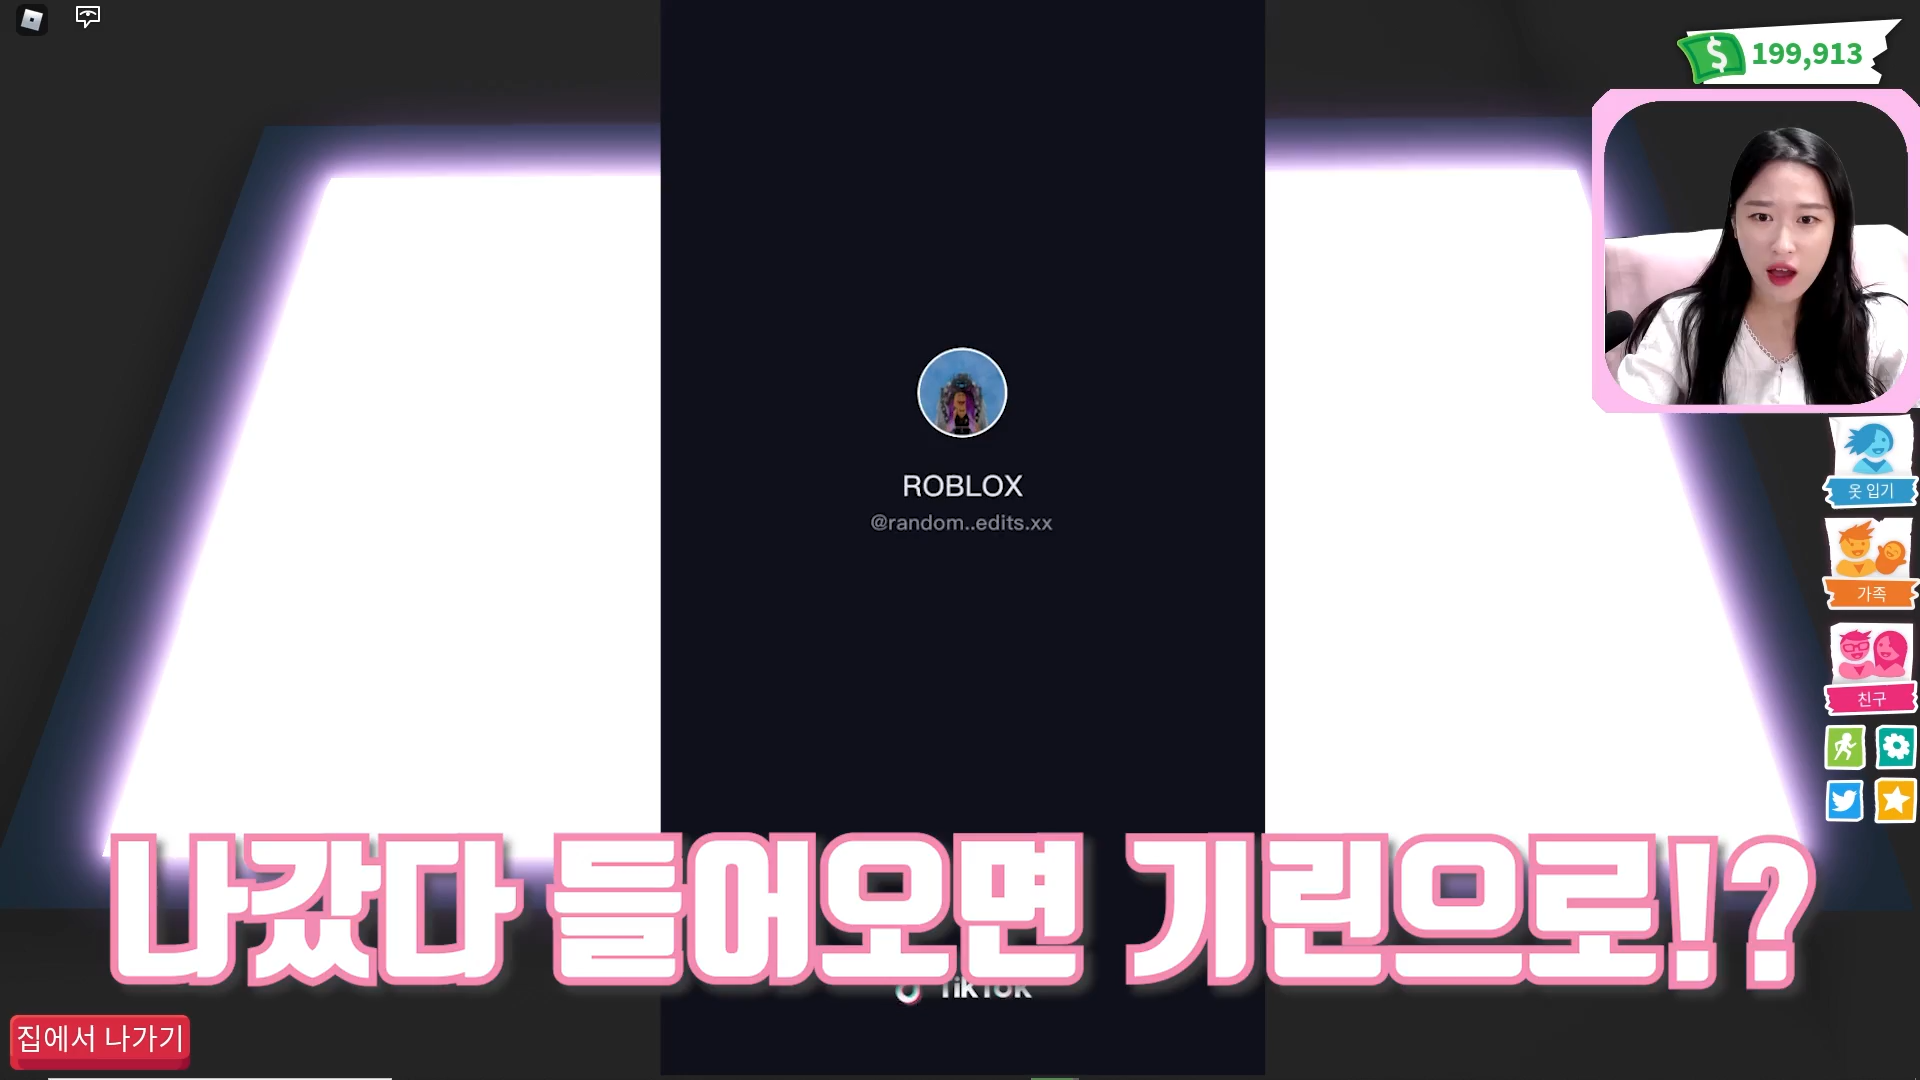 199,913
ROBLOX
@random..edits.xx
옷 입기
가족
친구
나갔다 들어오면 기린으로!?
TikTok
집에서 나가기